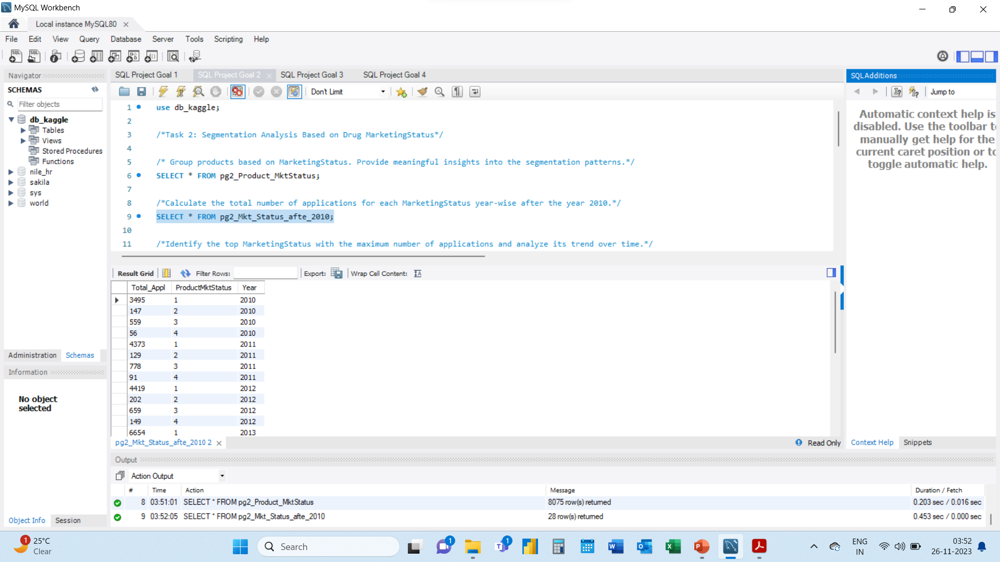 MySQL Workbench
Local instance MySQL80
File Edit View Query Database Server Tools Scripting Help
Navigator
SCHEMAS
Filter objects
db_kaggle
Tables
Views
Stored Procedures
Functions
nile_hr
sakila
sys
world
Administration Schemas
Information
No object
selected
Object Info Session
SQL Project Goal 1 SQL Project Goal 2 SQL Project Goal 3 SQL Project Goal 4
Don't Limit
1 use db_kaggle;
2
3 /*Task 2: Segmentation Analysis Based on Drug MarketingStatus*/
4
5 /* Group products based on MarketingStatus. Provide meaningful insights into the segmentation patterns.*/
6 SELECT * FROM pg2_Product_MktStatus;
7
8 /*Calculate the total number of applications for each MarketingStatus year-wise after the year 2010.*/
9 SELECT * FROM pg2_Mkt_Status_afte_2010;
10
11 /*Identify the top MarketingStatus with the maximum number of applications and analyze its trend over time.*/
Result Grid Filter Rows: Export: Wrap Cell Content:
Total_Appl ProductMktStatus Year
3495 1 2010
147 2 2010
559 3 2010
56 4 2010
4373 1 2011
129 2 2011
778 3 2011
91 4 2011
4419 1 2012
202 2 2012
659 3 2012
149 4 2012
6654 1 2013
pg2_Mkt_Status_afte_2010 2
Read Only
SQLAdditions
Jump to
Automatic context help is
disabled. Use the toolbar to
manually get help for the
current caret position or to
toggle automatic help.
Context Help Snippets
Output
Action Output
# Time Action Message Duration / Fetch
8 03:51:01 SELECT * FROM pg2_Product_MktStatus 8075 row(s) returned 0.203 sec / 0.016 sec
9 03:52:05 SELECT * FROM pg2_Mkt_Status_afte_2010 28 row(s) returned 0.453 sec / 0.000 sec
1 25°C
Clear
Search
1
1
ENG
IN
03:52
26-11-2023